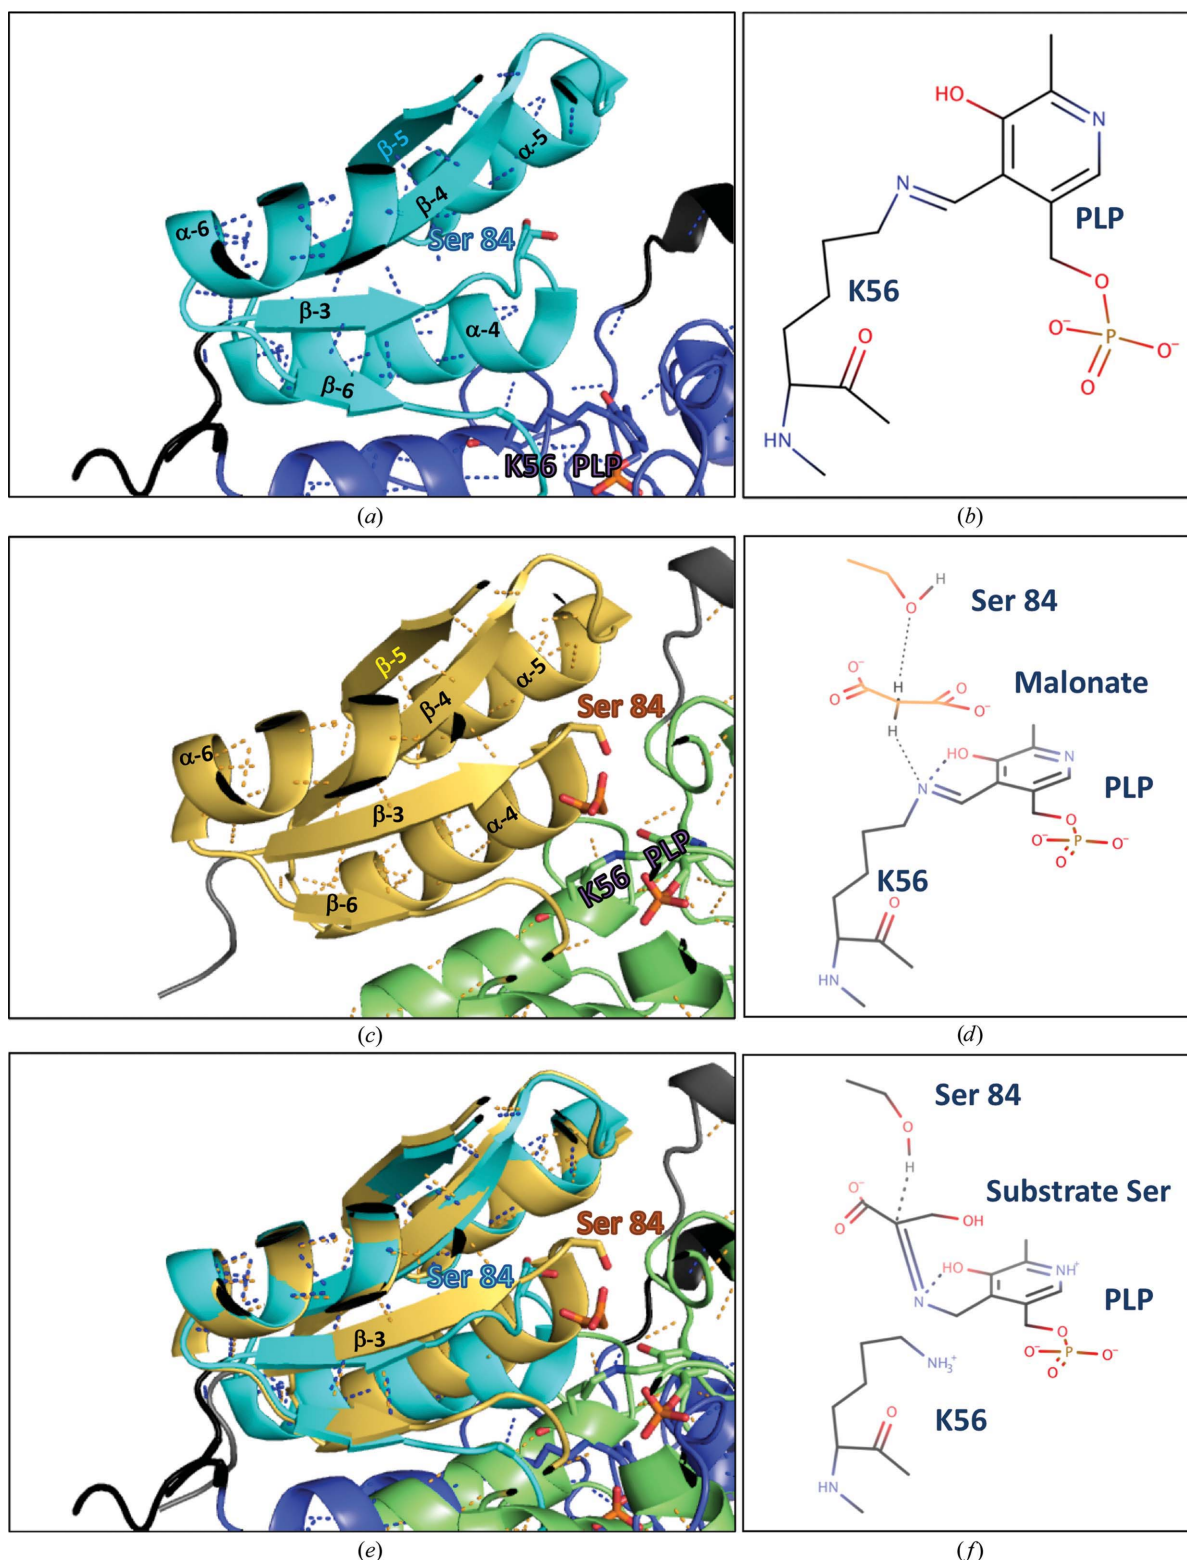 β-5
α-5
β-4
α-6
Ser 84
β-3
α-4
β-6
K56 PLP
(a)
HO
N
N
PLP
K56
O
O
O⁻
P
O⁻
O
HN
(b)
β-5
α-5
β-4
α-6
Ser 84
β-3
α-4
PLP
K56
β-6
(c)
H
O
Ser 84
O⁻
O
H
O
O⁻
H
Malonate
HO
N
N
PLP
O
O⁻
P
O⁻
O
K56
O
HN
(d)
Ser 84
Ser 84
β-3
(e)
Ser 84
O
H
O⁻
O
Substrate Ser
OH
HO
NH⁺
N
PLP
O
O⁻
P
O⁻
O
NH₃⁺
K56
O
HN
(f)